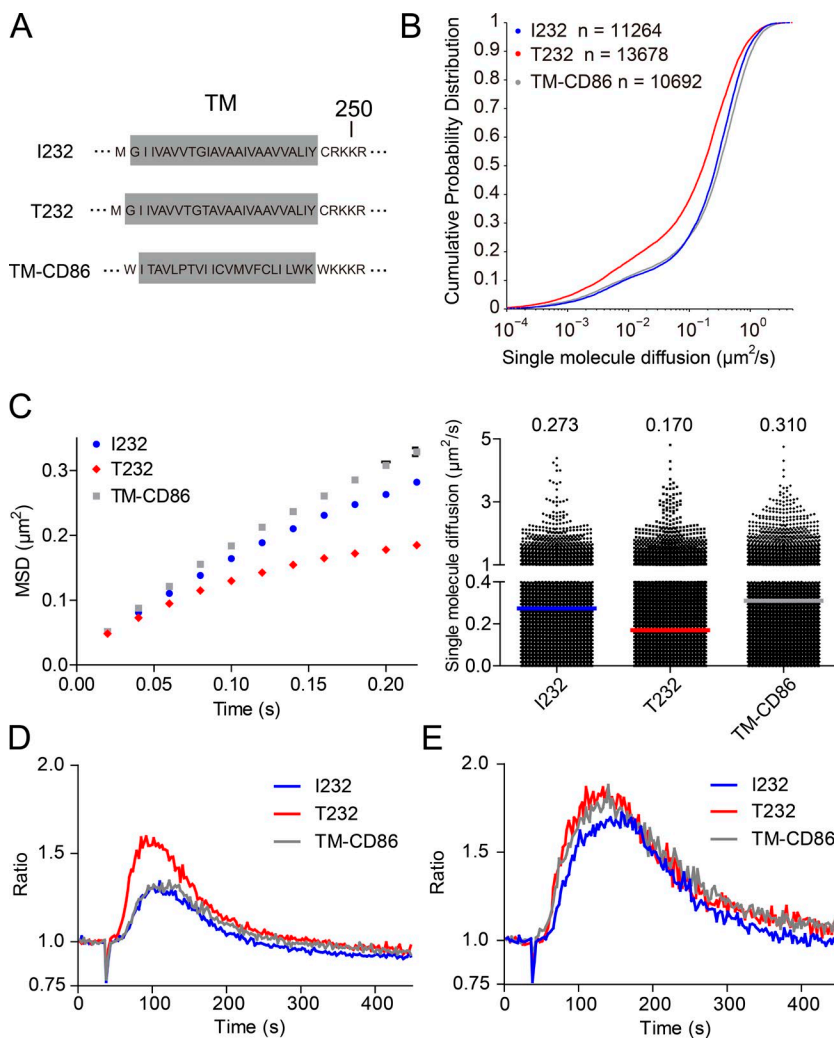 A
TM
250
I232
··· M GIIVAVVTGIAVAAIVAAVVALIY CRKKR ···
T232
··· M GIIVAVVTGTAVAAIVAAVVALIY CRKKR ···
TM-CD86
··· W ITAVLPTVIICVMVFCLILWK WKKKR ···
B
I232 n = 11264
T232 n = 13678
TM-CD86 n = 10692
Cumulative Probability Distribution
1
0.9
0.8
0.7
0.6
0.5
0.4
0.3
0.2
0.1
0
10⁻⁴ 10⁻³ 10⁻² 10⁻¹ 10⁰
Single molecule diffusion (µm²/s)
C
I232
T232
TM-CD86
MSD (µm²)
0.3
0.2
0.1
0.0
0.00 0.05 0.10 0.15 0.20
Time (s)
0.273 0.170 0.310
Single molecule diffusion (µm²/s)
5
3
1
0.4
0.2
0.0
I232 T232 TM-CD86
D
I232
T232
TM-CD86
Ratio
2.0
1.5
1.0
0.75
0 100 200 300 400
Time (s)
E
I232
T232
TM-CD86
Ratio
2.0
1.5
1.0
0.75
0 100 200 300 400
Time (s)